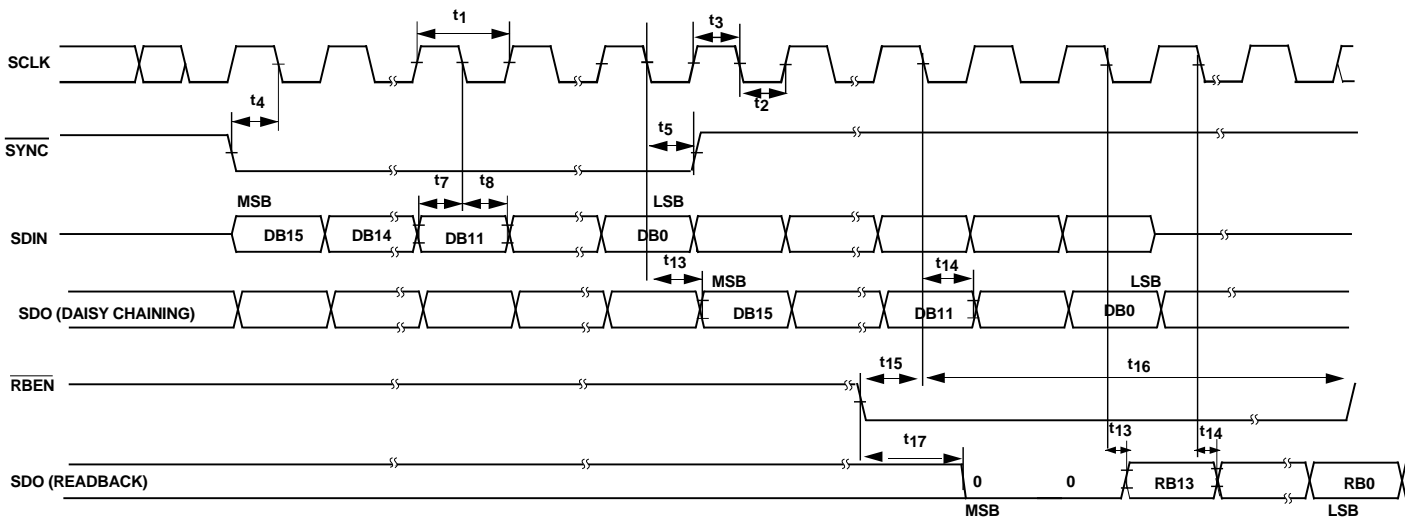 t1
t3
SCLK
t4
t2
t5
SYNC
t7 t8
MSB LSB
SDIN DB15 DB14 DB11 DB0
t13 MSB t14 LSB
SDO (DAISY CHAINING) DB15 DB11 DB0
t15 t16
RBEN
t13 t14
t17
SDO (READBACK) 0 0 RB13 RB0
MSB LSB